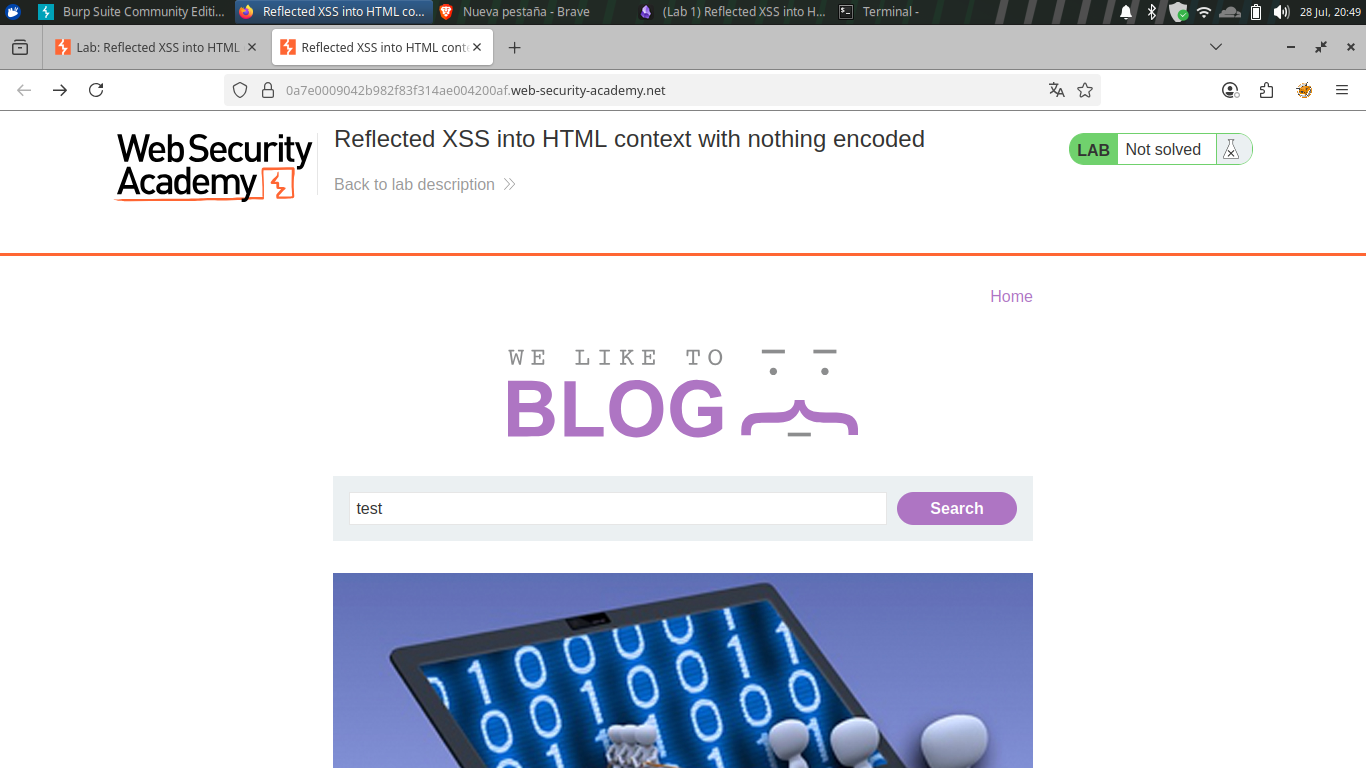 Burp Suite Community Editi...
Reflected XSS into HTML co...
Nueva pestaña - Brave
(Lab 1) Reflected XSS into H...
Terminal -
28 Jul, 20:49
Lab: Reflected XSS into HTML
Reflected XSS into HTML cont
0a7e0009042b982f83f314ae004200af.web-security-academy.net
Web Security
Academy
Reflected XSS into HTML context with nothing encoded
Back to lab description
LAB
Not solved
Home
WE LIKE TO
BLOG
test
Search